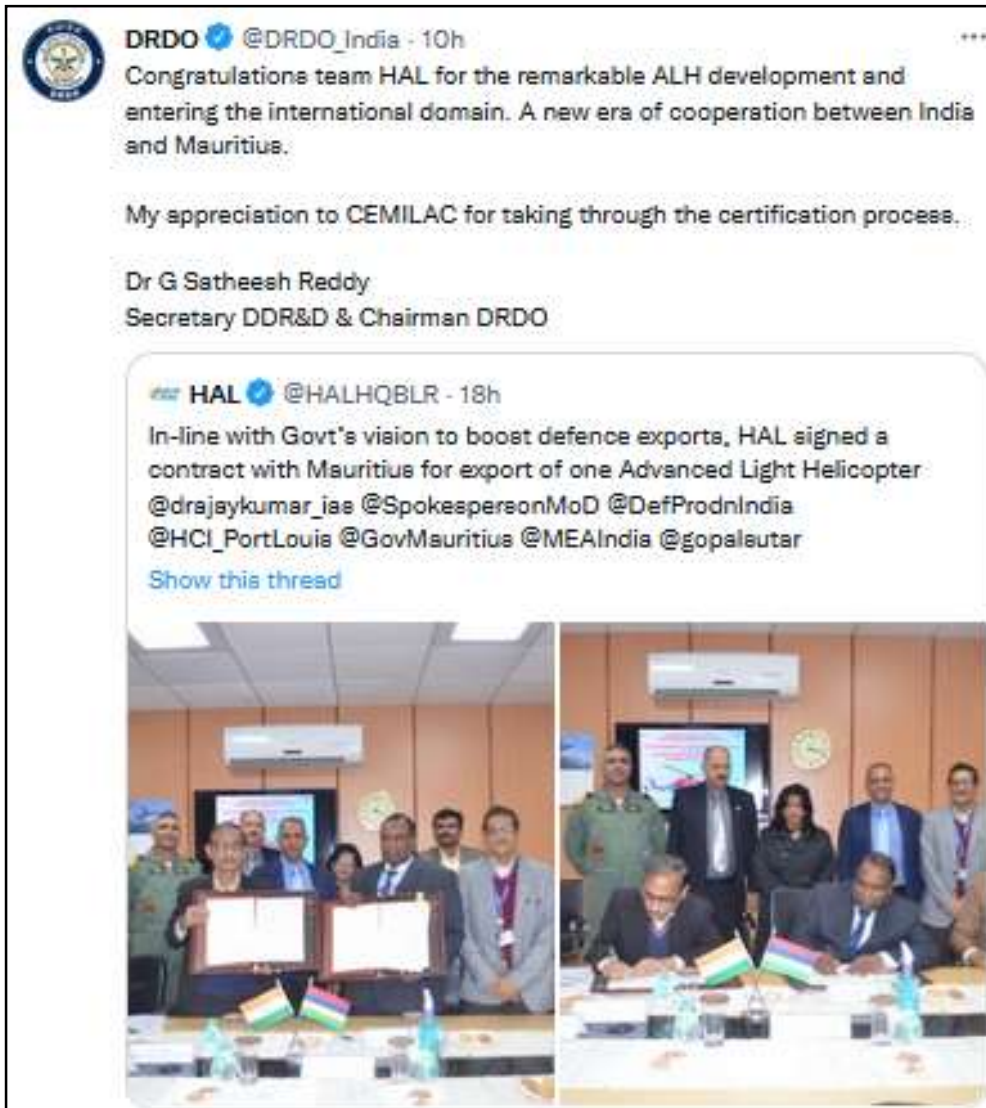 DRDO @DRDO_India · 10h
Congratulations team HAL for the remarkable ALH development and
entering the international domain. A new era of cooperation between India
and Mauritius.
My appreciation to CEMILAC for taking through the certification process.
Dr G Satheesh Reddy
Secretary DDR&D & Chairman DRDO
HAL @HALHQBLR · 18h
In-line with Govt's vision to boost defence exports, HAL signed a
contract with Mauritius for export of one Advanced Light Helicopter
@drajaykumar_ias @SpokespersonMoD @DefProdnIndia
@HCI_PortLouis @GovMauritius @MEAIndia @gopalsutar
Show this thread